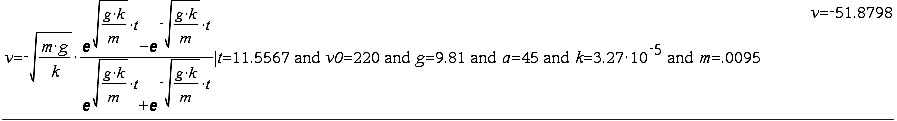 v=-√(m·g/k)·(e^(√(g·k/m)·t)-e^(-√(g·k/m)·t))/(e^(√(g·k/m)·t)+e^(-√(g·k/m)·t))|t=11.5567 and v0=220 and g=9.81 and a=45 and k=3.27·10^-5 and m=.0095
v=-51.8798